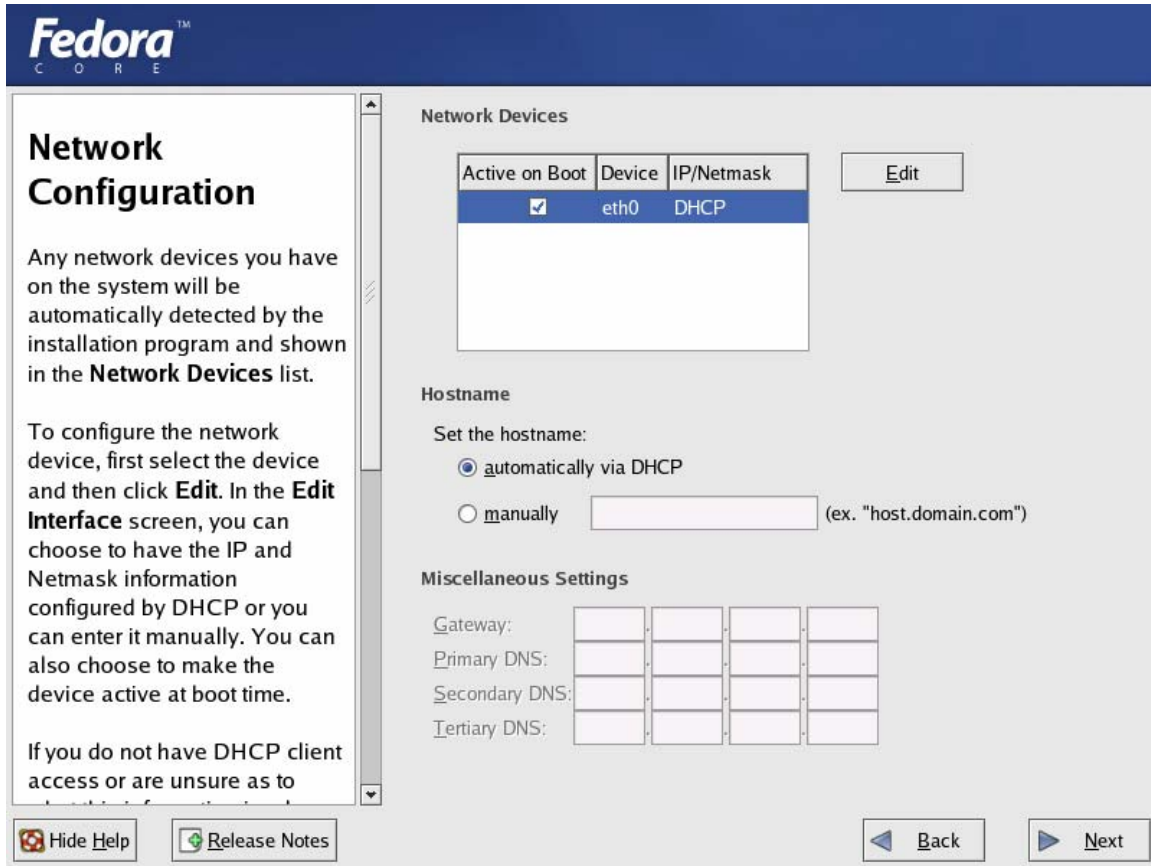 Fedora™
CORE
Network
Configuration
Any network devices you have
on the system will be
automatically detected by the
installation program and shown
in the Network Devices list.
To configure the network
device, first select the device
and then click Edit. In the Edit
Interface screen, you can
choose to have the IP and
Netmask information
configured by DHCP or you
can enter it manually. You can
also choose to make the
device active at boot time.
If you do not have DHCP client
access or are unsure as to
Network Devices
Active on Boot Device IP/Netmask
eth0 DHCP
Edit
Hostname
Set the hostname:
automatically via DHCP
manually (ex. "host.domain.com")
Miscellaneous Settings
Gateway:
Primary DNS:
Secondary DNS:
Tertiary DNS:
Hide Help
Release Notes
Back
Next